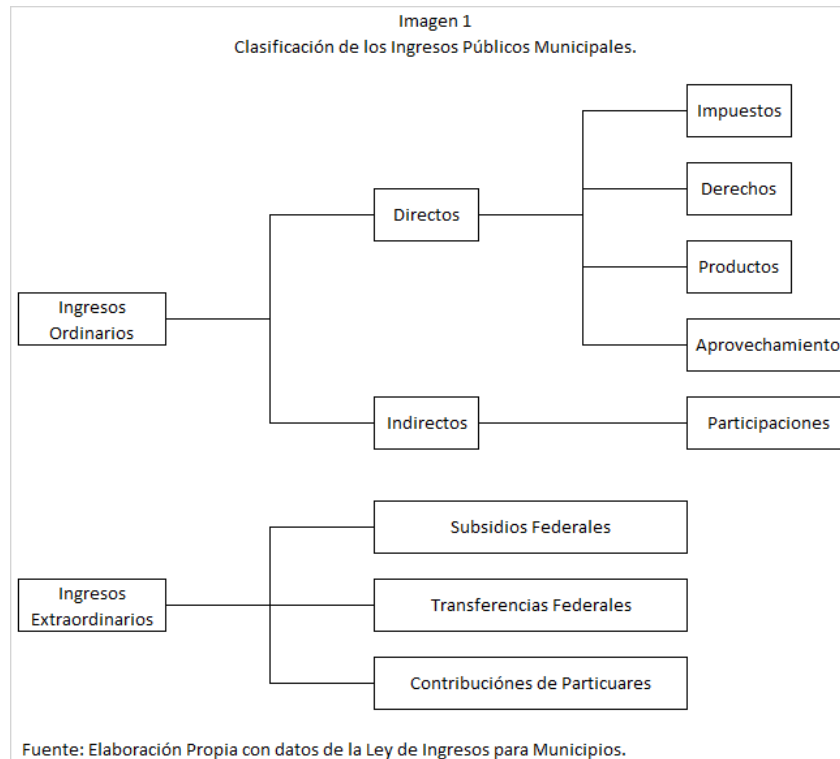 Imagen 1
Clasificación de los Ingresos Públicos Municipales.
Impuestos
Derechos
Directos
Productos
Ingresos
Ordinarios
Aprovechamiento
Indirectos
Participaciones
Subsidios Federales
Ingresos
Extraordinarios
Transferencias Federales
Contribuciónes de Particuares
Fuente: Elaboración Propia con datos de la Ley de Ingresos para Municipios.